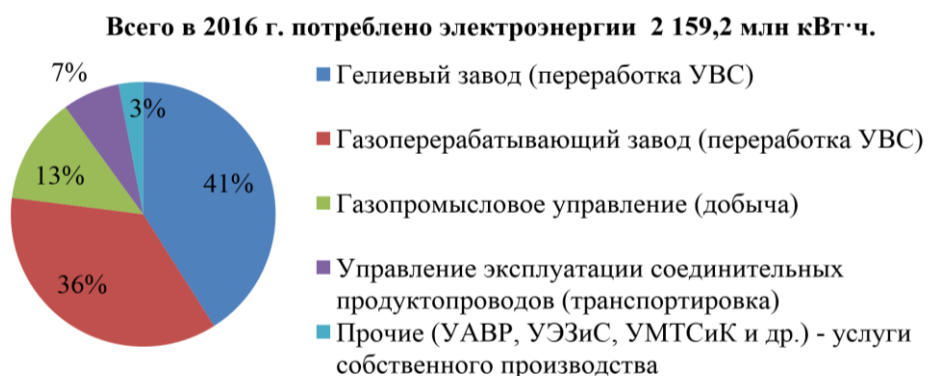 Всего в 2016 г. потреблено электроэнергии 2 159,2 млн кВт·ч.
7%
3%
13%
41%
36%
Гелиевый завод (переработка УВС)
Газоперерабатывающий завод (переработка УВС)
Газопромысловое управление (добыча)
Управление эксплуатации соединительных
продуктопроводов (транспортировка)
Прочие (УАВР, УЭЗиС, УМТСиК и др.) - услуги
собственного производства